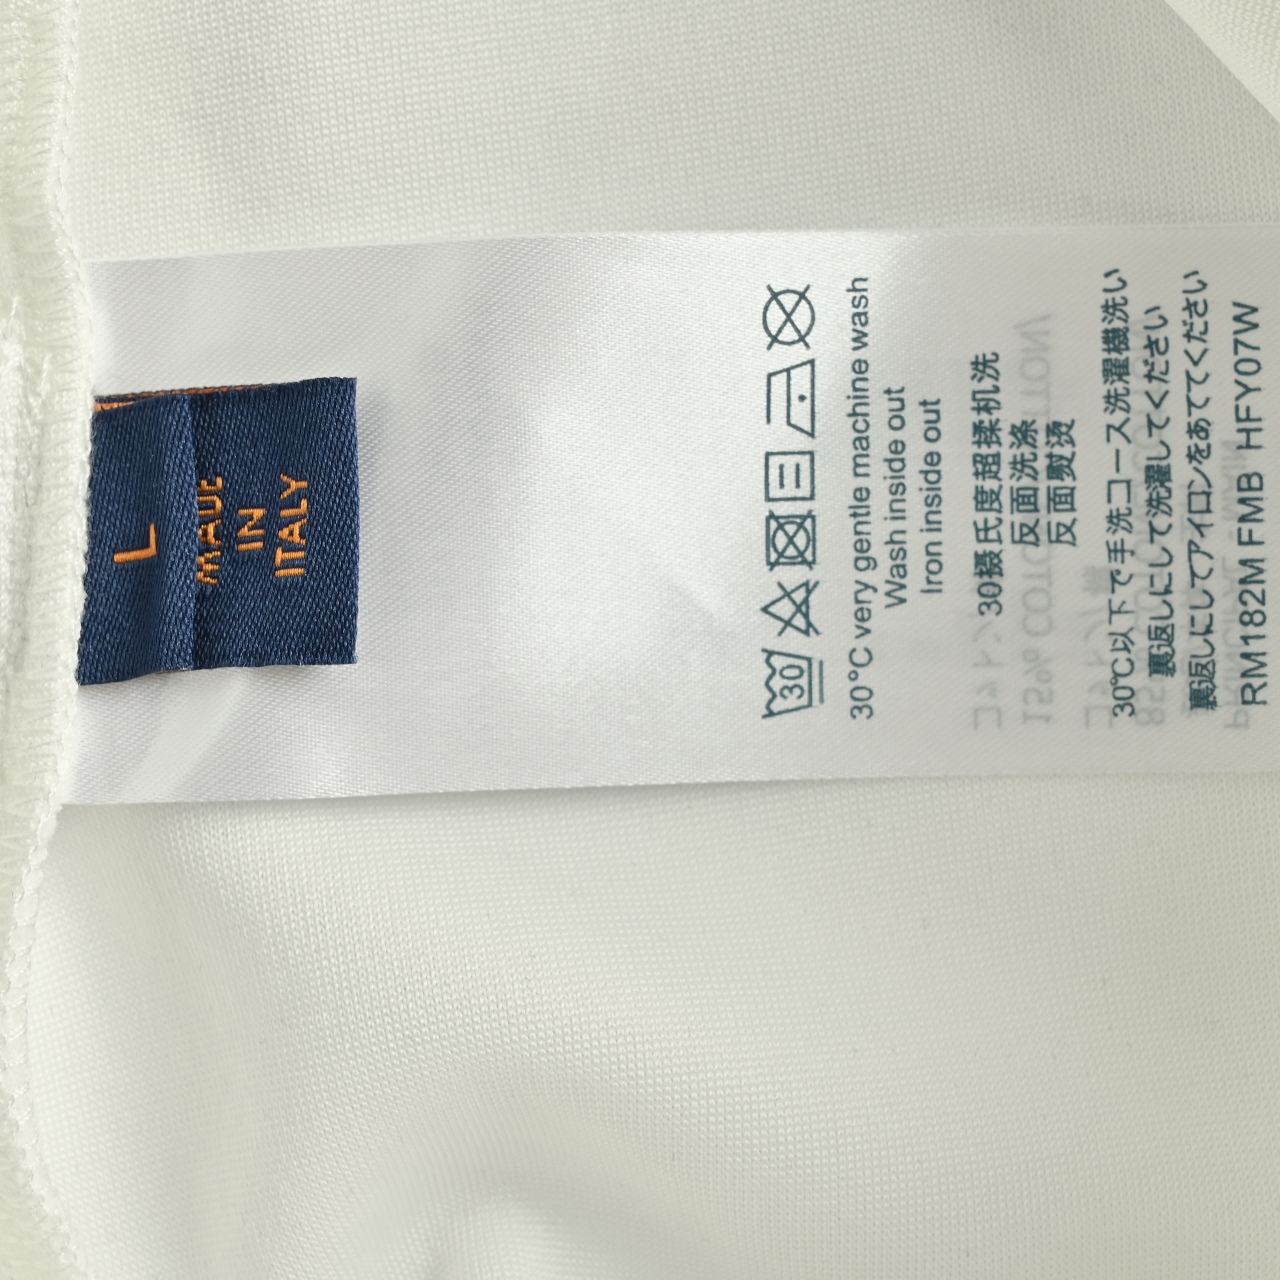 L
MADE
IN
ITALY
30
30°C very gentle machine wash
Wash inside out
Iron inside out
30摄氏度超揉机洗
反面洗涤
反面熨烫
30℃以下で手洗コース洗濯機洗い
裏返しにして洗濯してください
裏返しにしてアイロンをあててください
RM182M FMB HFY07W